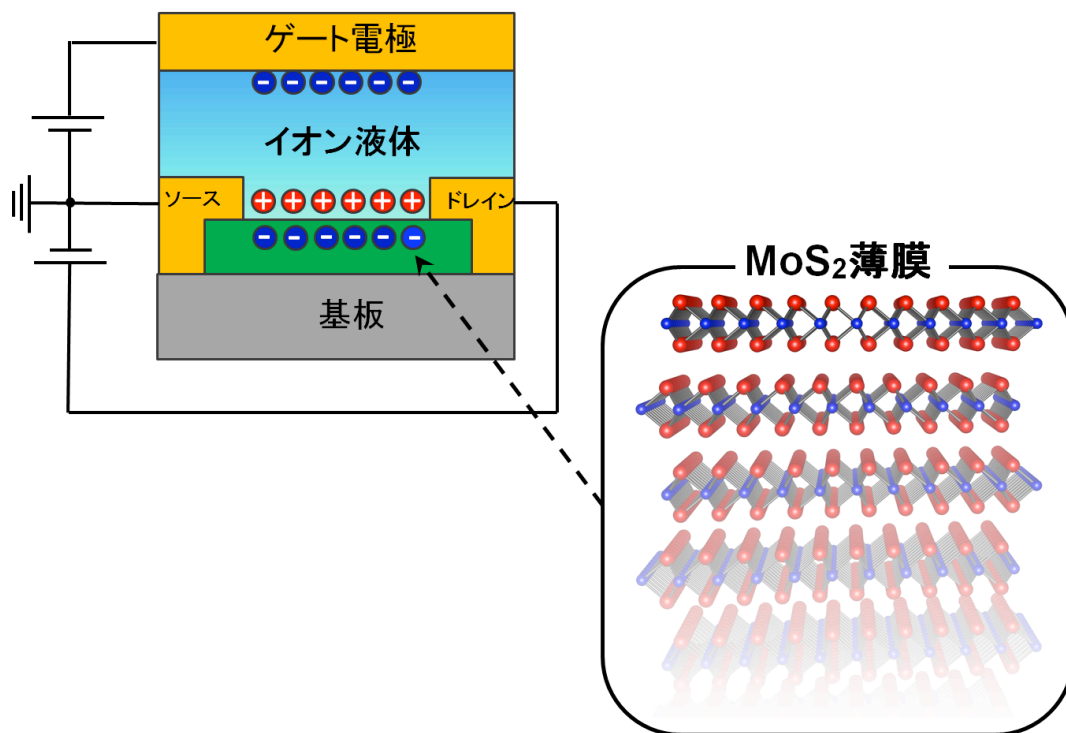 ゲート電極
イオン液体
ソース
ドレイン
基板
MoS₂薄膜